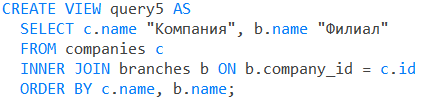 CREATE VIEW query5 AS
SELECT c.name "Компания", b.name "Филиал"
FROM companies c
INNER JOIN branches b ON b.company_id = c.id
ORDER BY c.name, b.name;